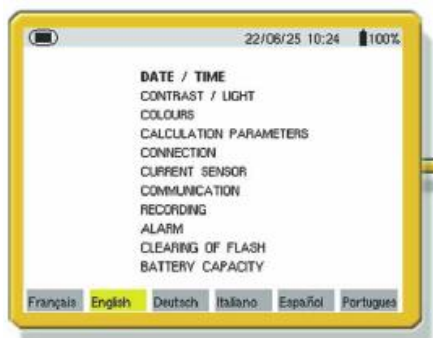 22/06/25 10:24 100%
DATE / TIME
CONTRAST / LIGHT
COLOURS
CALCULATION PARAMETERS
CONNECTION
CURRENT SENSOR
COMMUNICATION
RECORDING
ALARM
CLEARING OF FLASH
BATTERY CAPACITY
Français English Deutsch Italiano Español Portugues